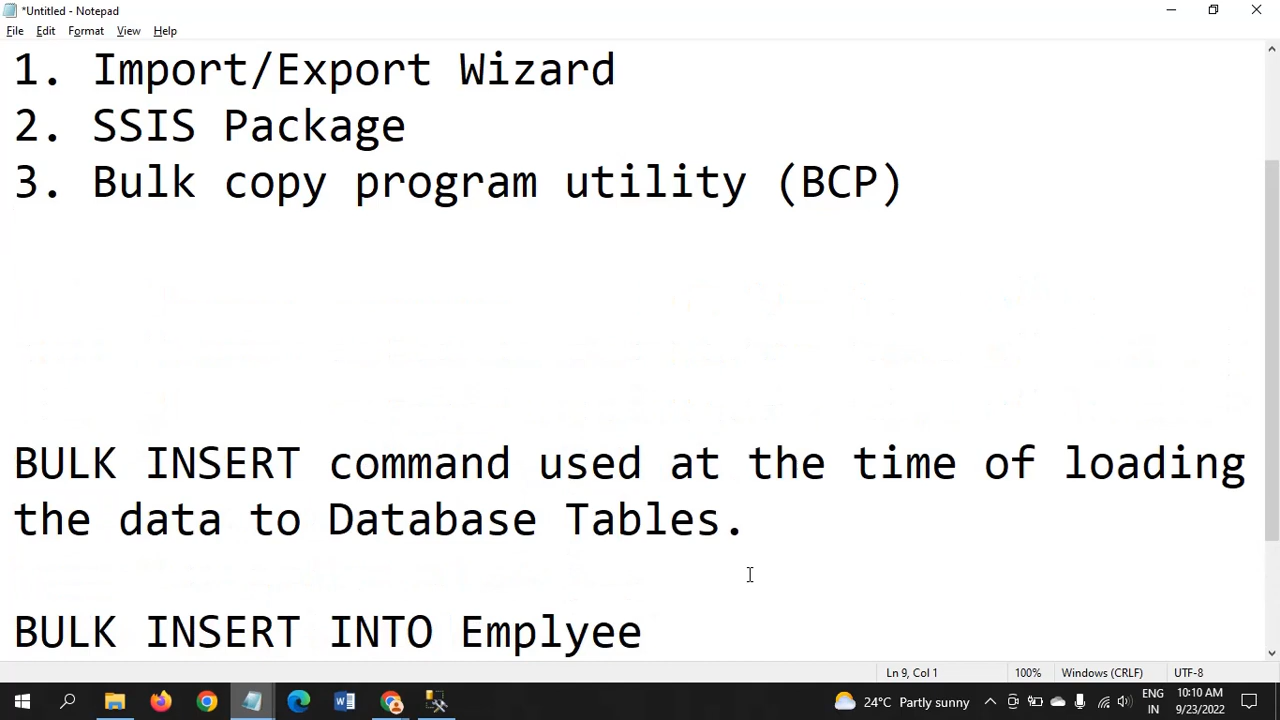 *Untitled - Notepad
File Edit Format View Help
1. Import/Export Wizard
2. SSIS Package
3. Bulk copy program utility (BCP)
BULK INSERT command used at the time of loading
the data to Database Tables.
BULK INSERT INTO Emplyee
Ln 9, Col 1 100% Windows (CRLF) UTF-8
24°C Partly sunny ENG IN 10:10 AM 9/23/2022